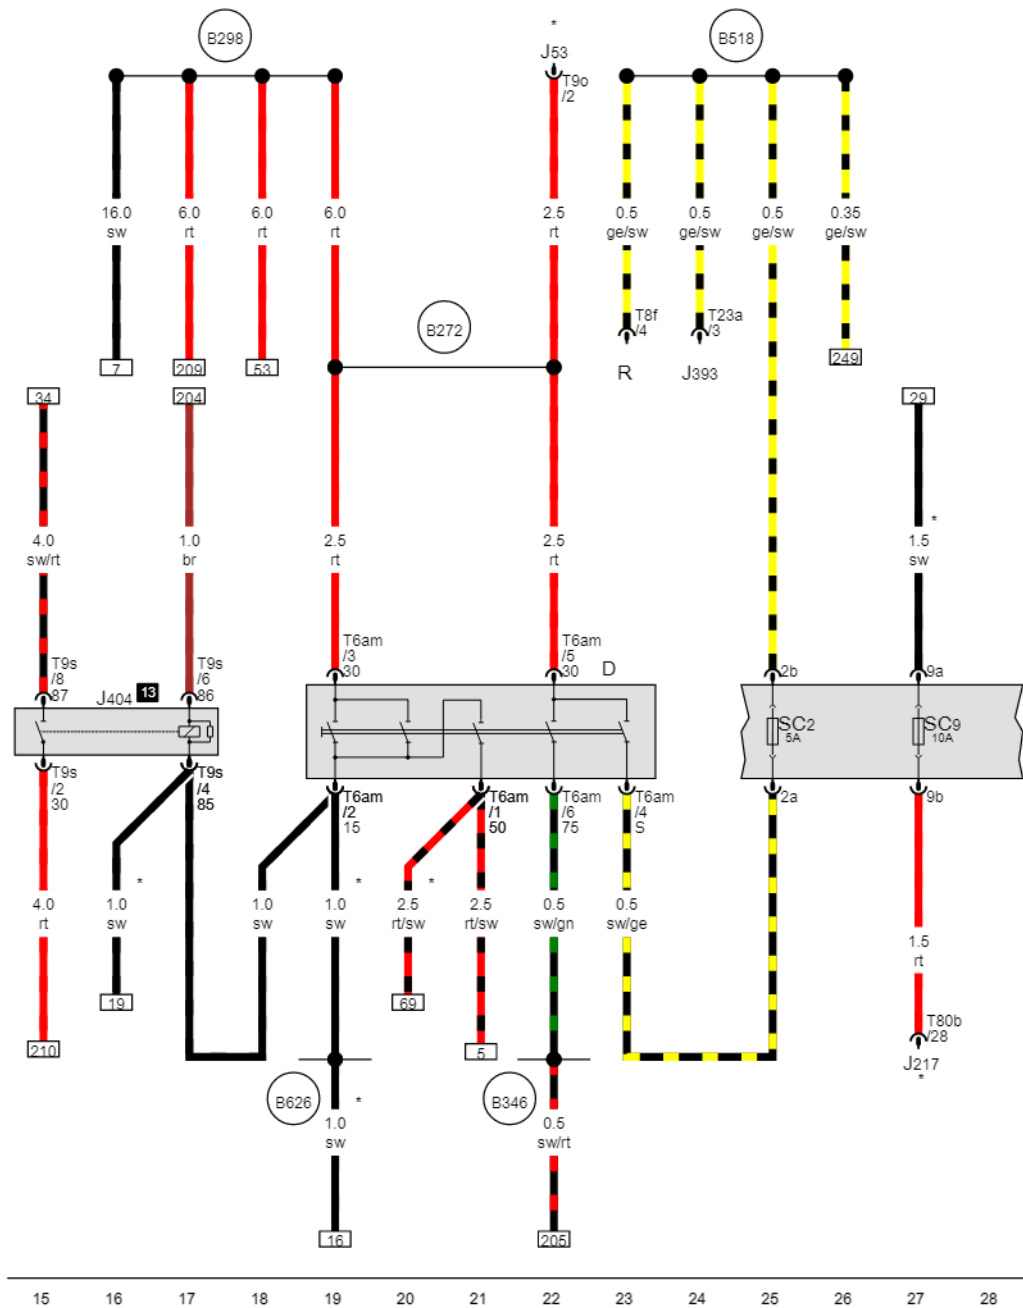 *
B298
J53
B518
T9o
/2
16.0
sw
6.0
rt
6.0
rt
6.0
rt
2.5
rt
0.5
ge/sw
0.5
ge/sw
0.5
ge/sw
0.35
ge/sw
B272
T8f
/4
T23a
/3
7
209
53
R
J393
249
34
204
29
*
4.0
sw/rt
1.0
br
2.5
rt
2.5
rt
1.5
sw
T9s
/8
87
T9s
/6
86
T6am
/3
30
T6am
/5
30
D
2b
9a
J404
13
SC2
5A
SC9
10A
T9s
/2
30
T9s
/4
85
T6am
/2
15
T6am
/1
50
T6am
/6
75
T6am
/4
S
2a
9b
*
*
*
4.0
rt
1.0
sw
1.0
sw
1.0
sw
2.5
rt/sw
2.5
rt/sw
0.5
sw/gn
0.5
sw/ge
1.5
rt
19
69
210
5
T80b
/28
J217
*
B626
*
B346
1.0
sw
0.5
sw/rt
16
205
15 16 17 18 19 20 21 22 23 24 25 26 27 28